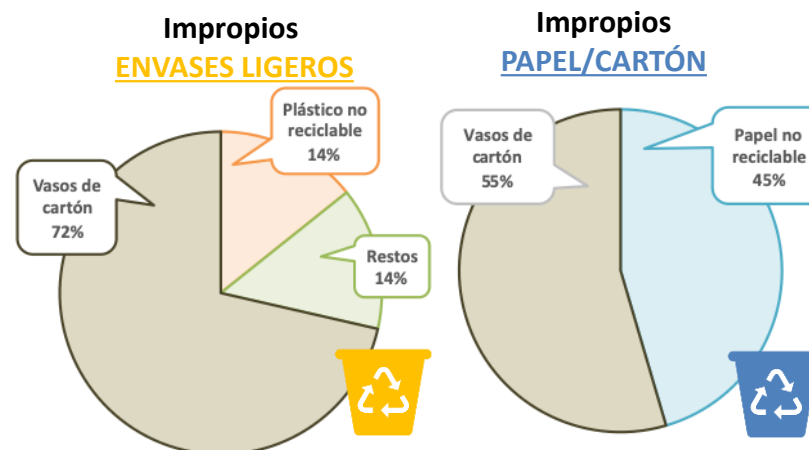 Impropios
ENVASES LIGEROS
Plástico no
reciclable
14%
Vasos de
cartón
72%
Restos
14%
Impropios
PAPEL/CARTÓN
Vasos de
cartón
55%
Papel no
reciclable
45%